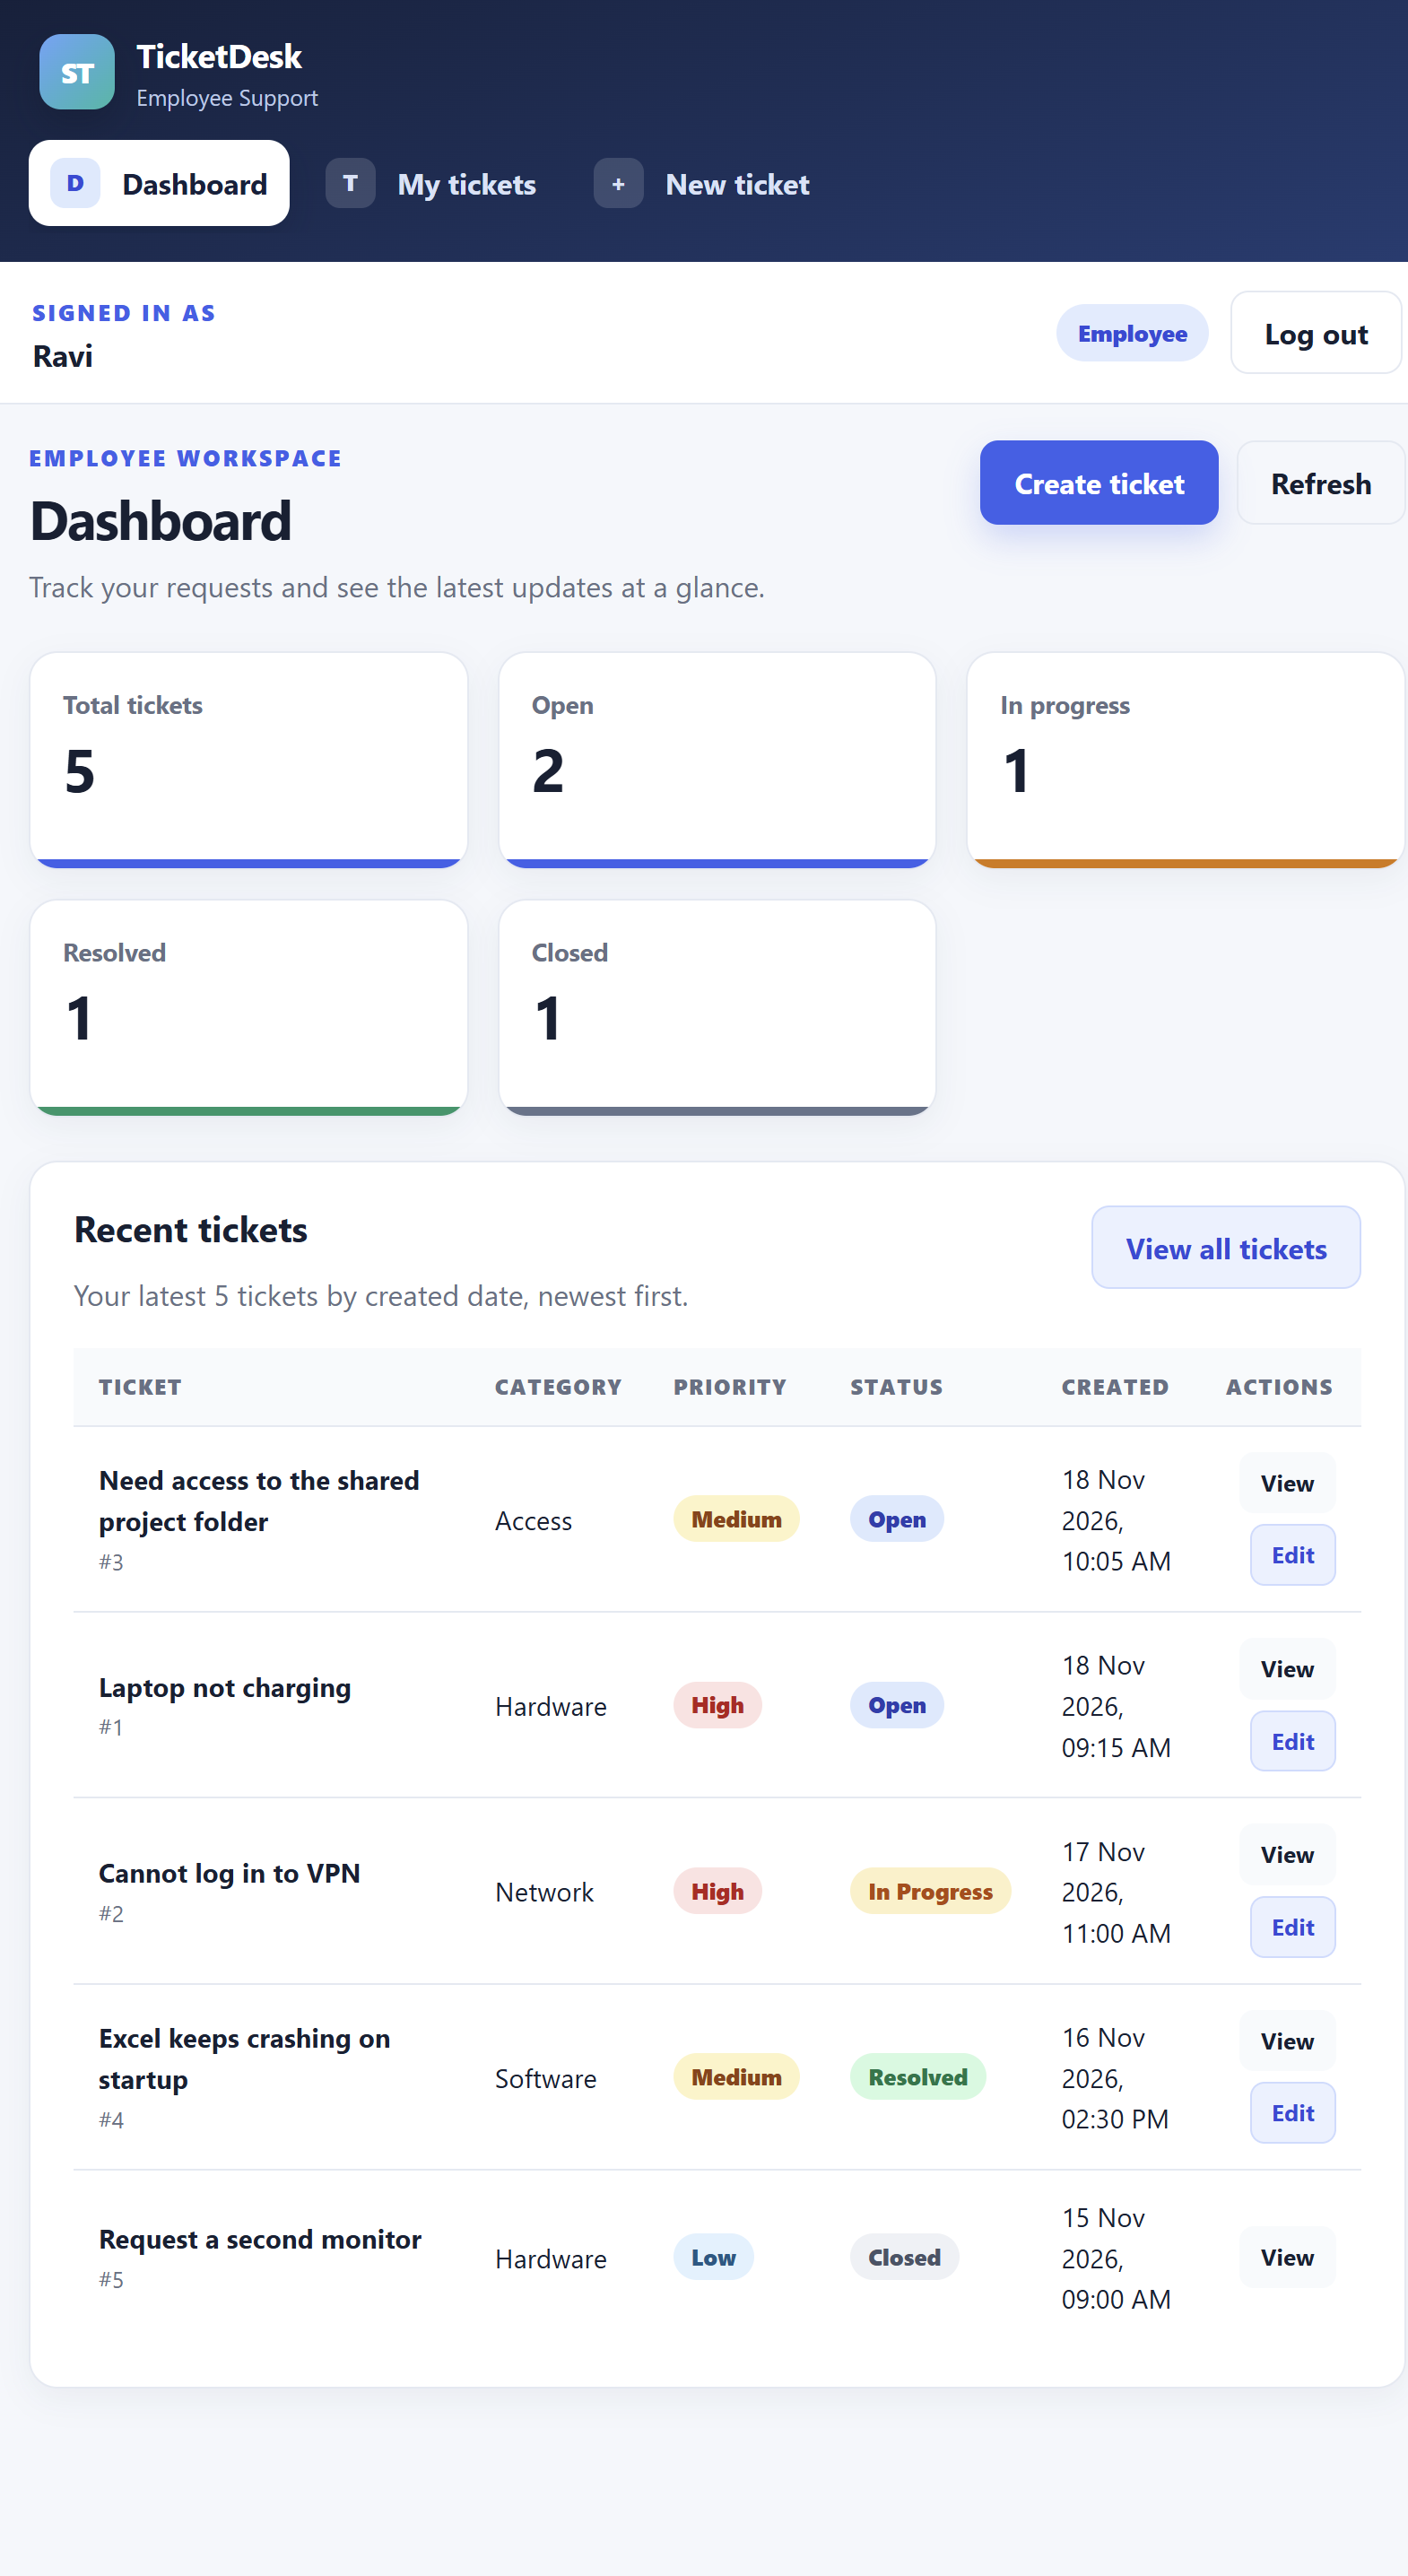 ST
TicketDesk
Employee Support
D Dashboard
T My tickets
+ New ticket
SIGNED IN AS
Ravi
Employee
Log out
EMPLOYEE WORKSPACE
Dashboard
Track your requests and see the latest updates at a glance.
Create ticket
Refresh
Total tickets
5
Open
2
In progress
1
Resolved
1
Closed
1
Recent tickets
Your latest 5 tickets by created date, newest first.
View all tickets
TICKET CATEGORY PRIORITY STATUS CREATED ACTIONS
Need access to the shared
project folder
#3
Access
Medium
Open
18 Nov
2026,
10:05 AM
View
Edit
Laptop not charging
#1
Hardware
High
Open
18 Nov
2026,
09:15 AM
View
Edit
Cannot log in to VPN
#2
Network
High
In Progress
17 Nov
2026,
11:00 AM
View
Edit
Excel keeps crashing on
startup
#4
Software
Medium
Resolved
16 Nov
2026,
02:30 PM
View
Edit
Request a second monitor
#5
Hardware
Low
Closed
15 Nov
2026,
09:00 AM
View